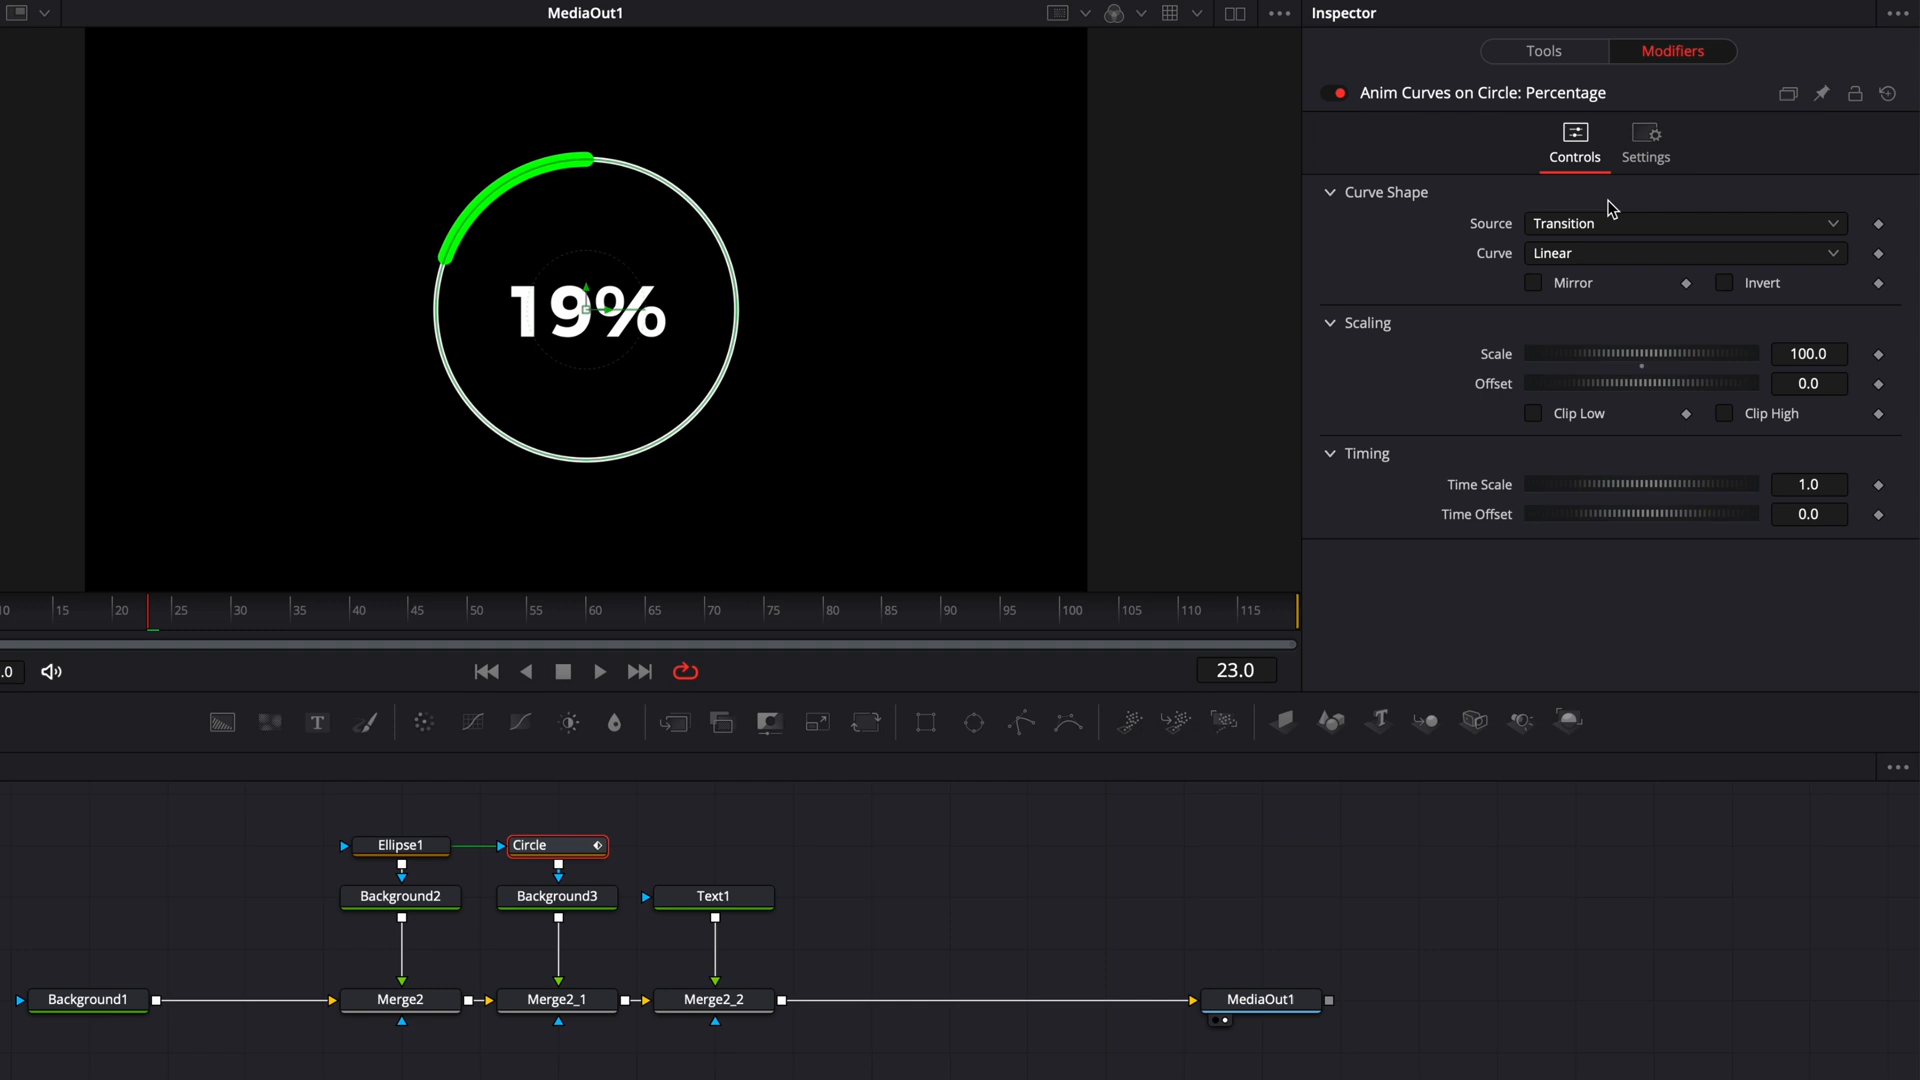 MediaOut1
Inspector
Tools
Modifiers
Anim Curves on Circle: Percentage
Controls
Settings
Curve Shape
Source
Transition
Curve
Linear
Mirror
Invert
19%
Scaling
Scale
100.0
Offset
0.0
Clip Low
Clip High
Timing
Time Scale
1.0
Time Offset
0.0
10 15 20 25 30 35 40 45 50 55 60 65 70 75 80 85 90 95 100 105 110 115
.0
23.0
T
T
Ellipse1
Circle
Background2
Background3
Text1
Background1
Merge2
Merge2_1
Merge2_2
MediaOut1